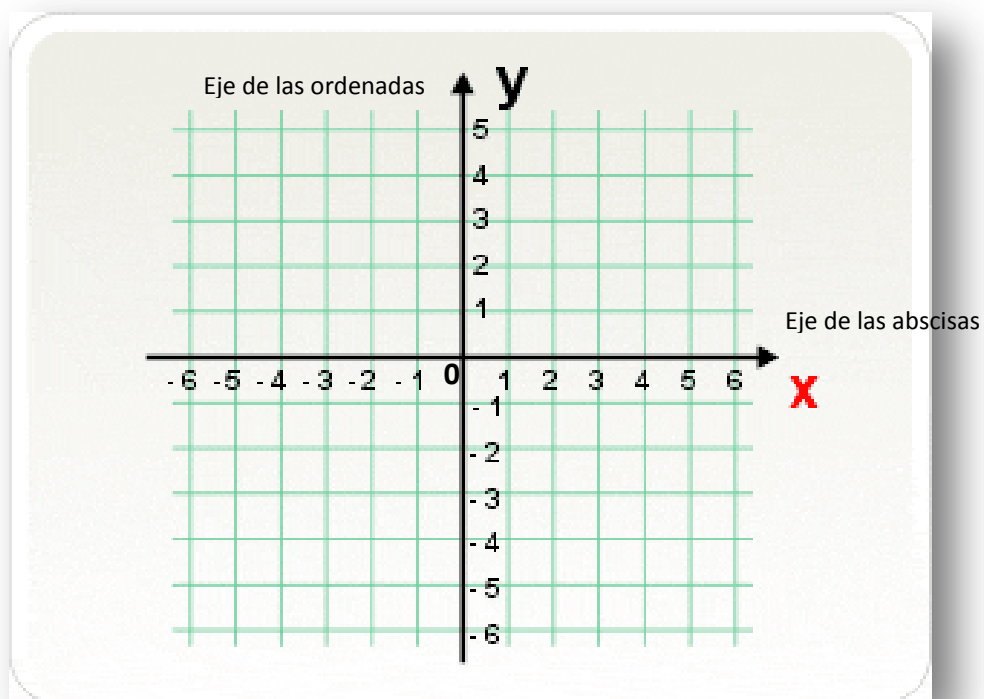 Eje de las ordenadas
y
5
4
3
2
1
Eje de las abscisas
- 6 - 5 - 4 - 3 - 2 - 1 0 1 2 3 4 5 6
x
- 1
- 2
- 3
- 4
- 5
- 6